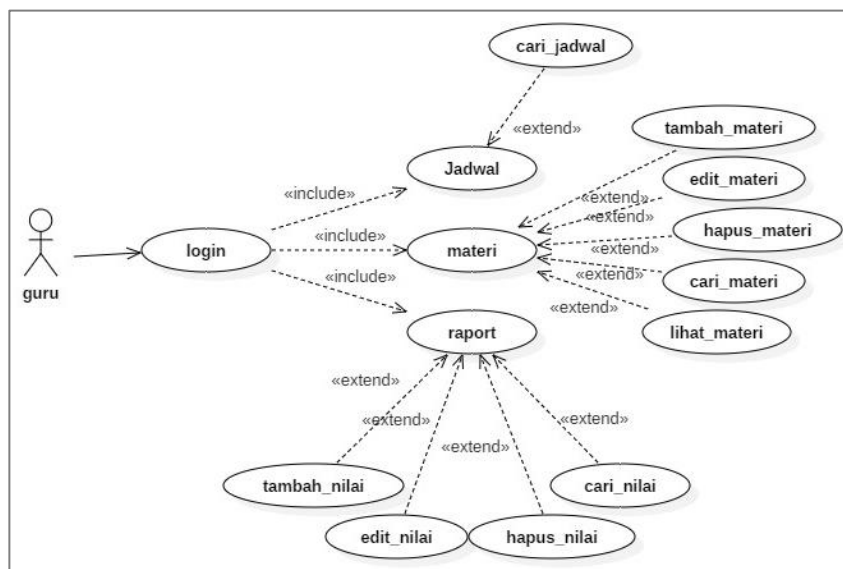 cari_jadwal
«extend»
tambah_materi
Jadwal
edit_materi
«include»
«extend»
«extend»
hapus_materi
login
«include»
materi
«extend»
guru
«include»
«extend»
cari_materi
«extend»
raport
lihat_materi
«extend»
«extend»
«extend»
«extend»
tambah_nilai
cari_nilai
edit_nilai
hapus_nilai